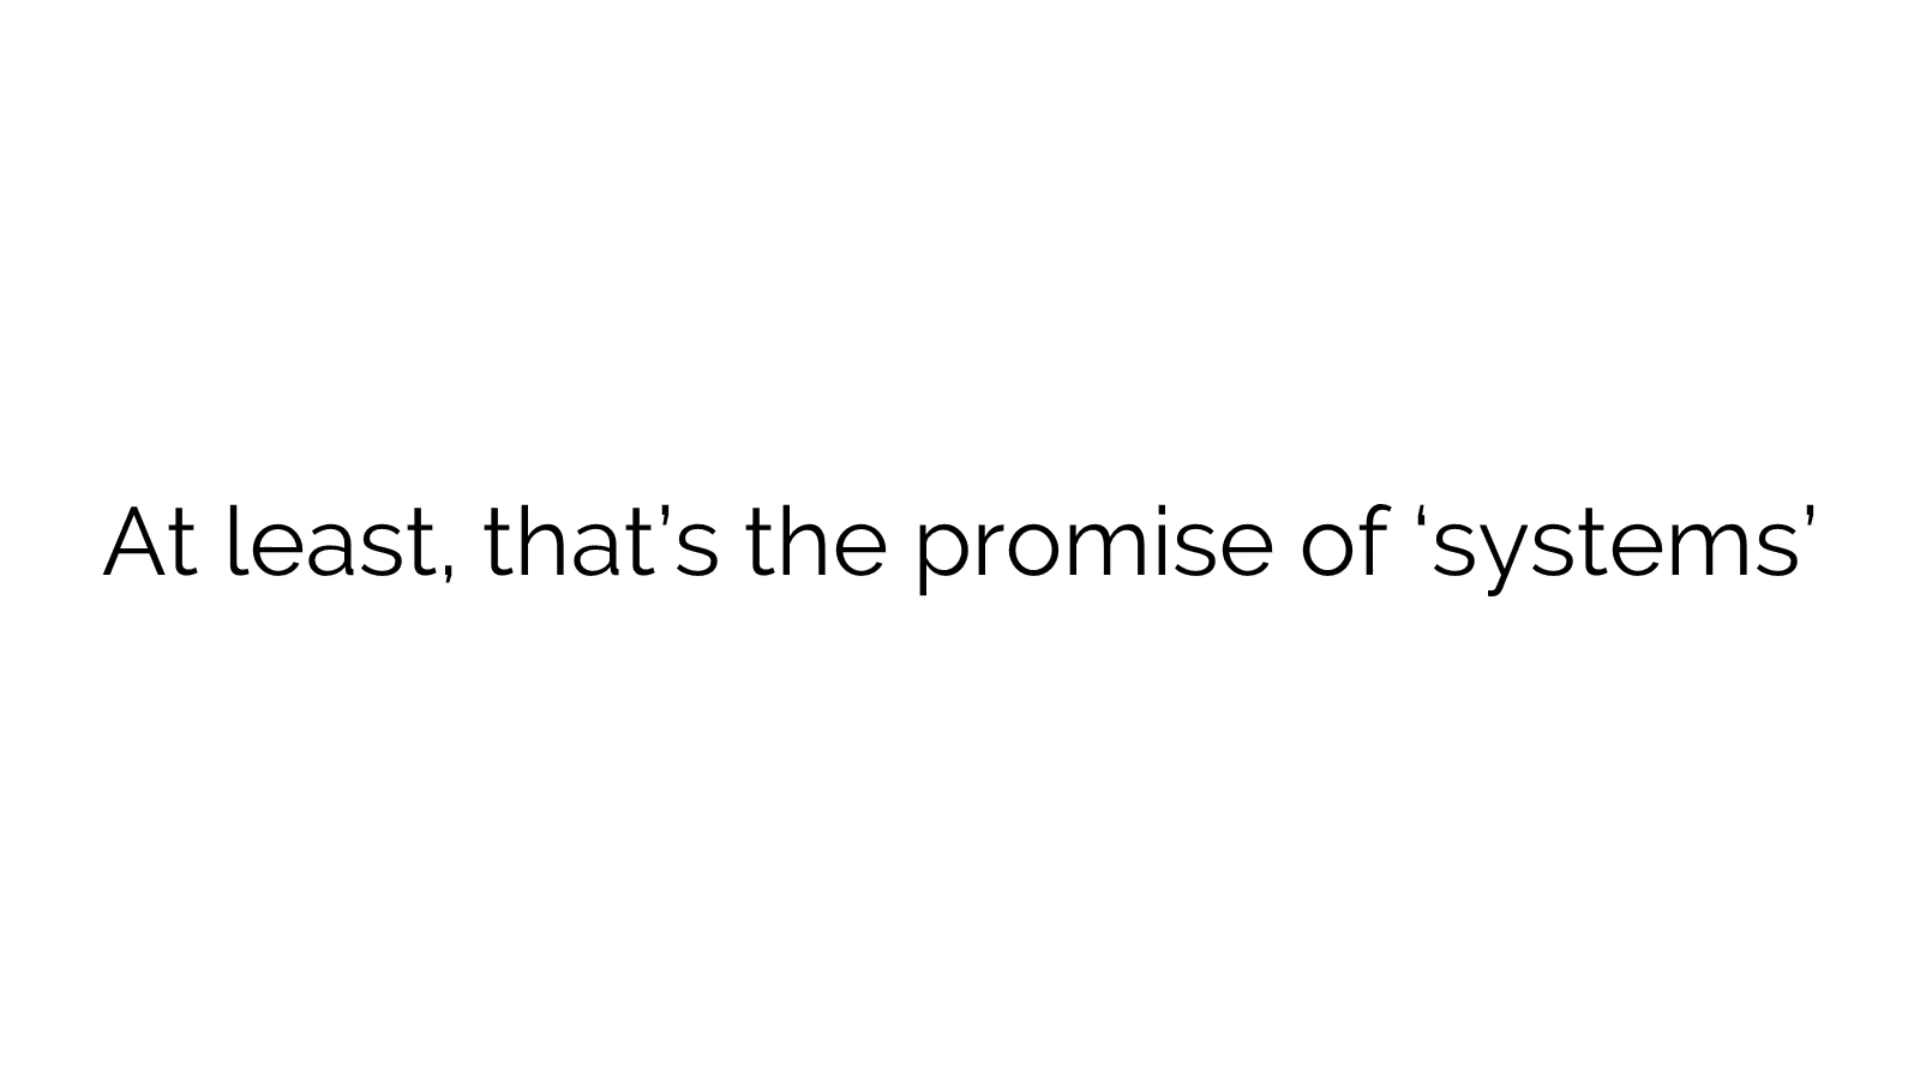 At least, that’s the promise of ‘systems’